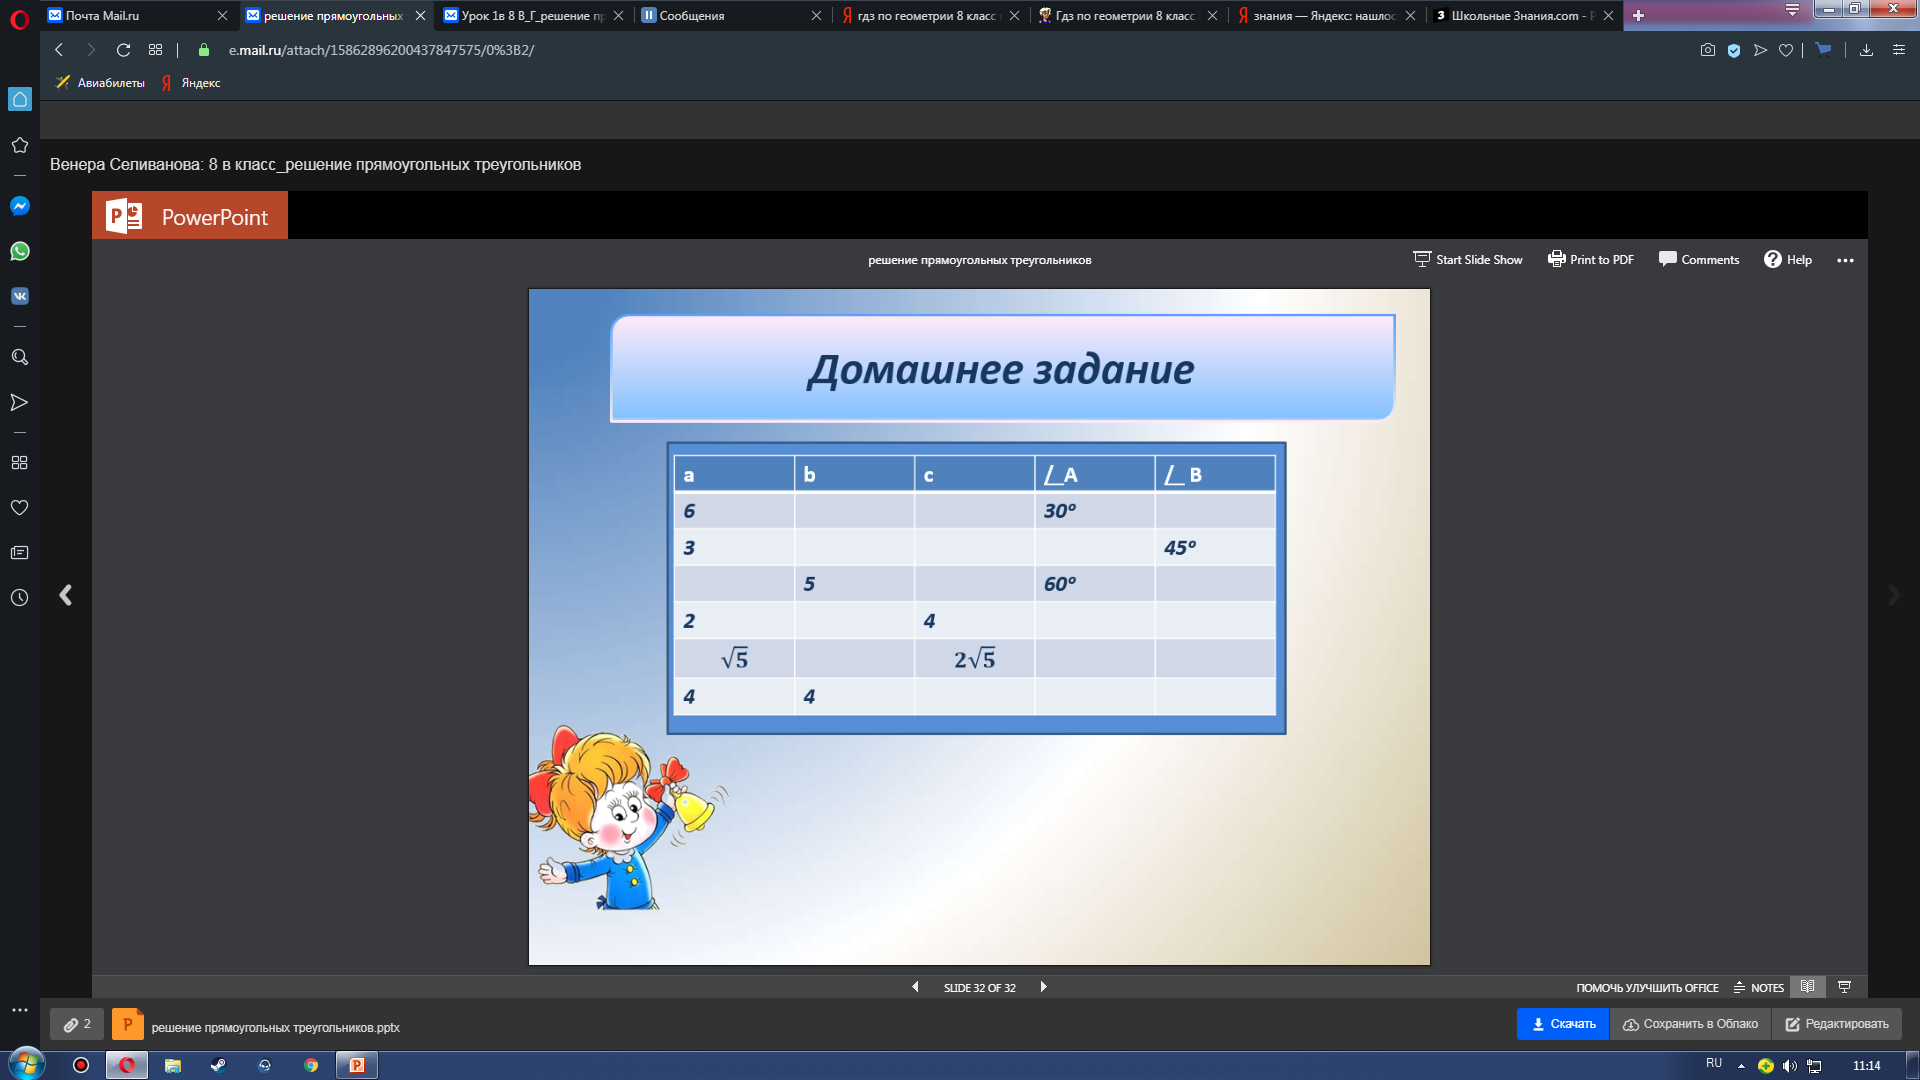 Почта Mail.ru
решение прямоугольных
Урок 1в 8 В_Г_решение пр
Сообщения
гдз по геометрии 8 класс
Гдз по геометрии 8 класс
знания — Яндекс: нашлос
Школьные Знания.com - Р
e.mail.ru/attach/15862896200437847575/0%3B2/
Авиабилеты
Яндекс
Венера Селиванова: 8 в класс_решение прямоугольных треугольников
PowerPoint
решение прямоугольных треугольников
Start Slide Show
Print to PDF
Comments
Help
Домашнее задание
a b c ∠A ∠ B
6 30º
3 45º
5 60º
2 4
√5 2√5
4 4
SLIDE 32 OF 32
ПОМОЧЬ УЛУЧШИТЬ OFFICE
NOTES
2
решение прямоугольных треугольников.pptx
Скачать
Сохранить в Облако
Редактировать
RU
11:14